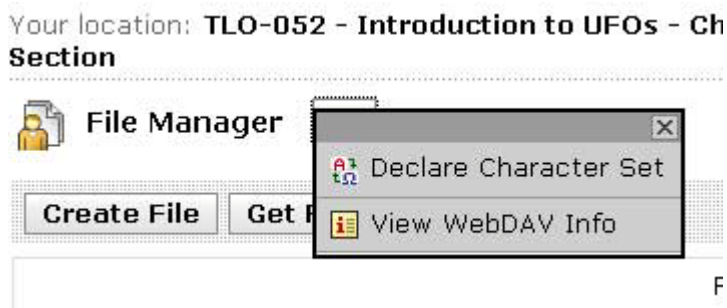 Your location: TLO-052 - Introduction to UFOs - Ch
Section
File Manager
Declare Character Set
Create File Get
View WebDAV Info